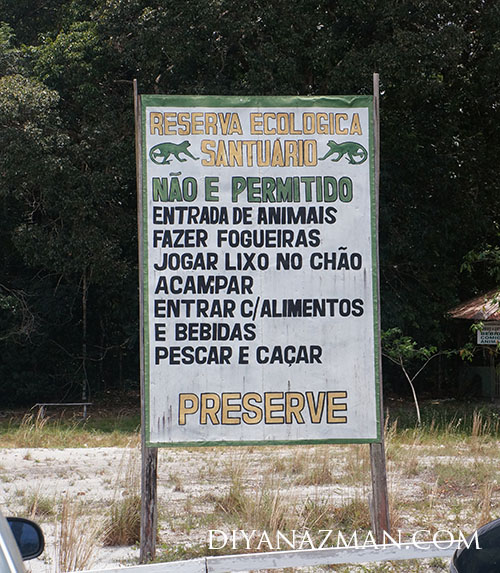 RESERVA ECOLOGICA
SANTUÁRIO
NÃO E PERMITIDO
ENTRADA DE ANIMAIS
FAZER FOGUEIRAS
JOGAR LIXO NO CHÃO
ACAMPAR
ENTRAR C/ALIMENTOS
E BEBIDAS
PESCAR E CAÇAR
PRESERVE
DIYANAZMAN.COM